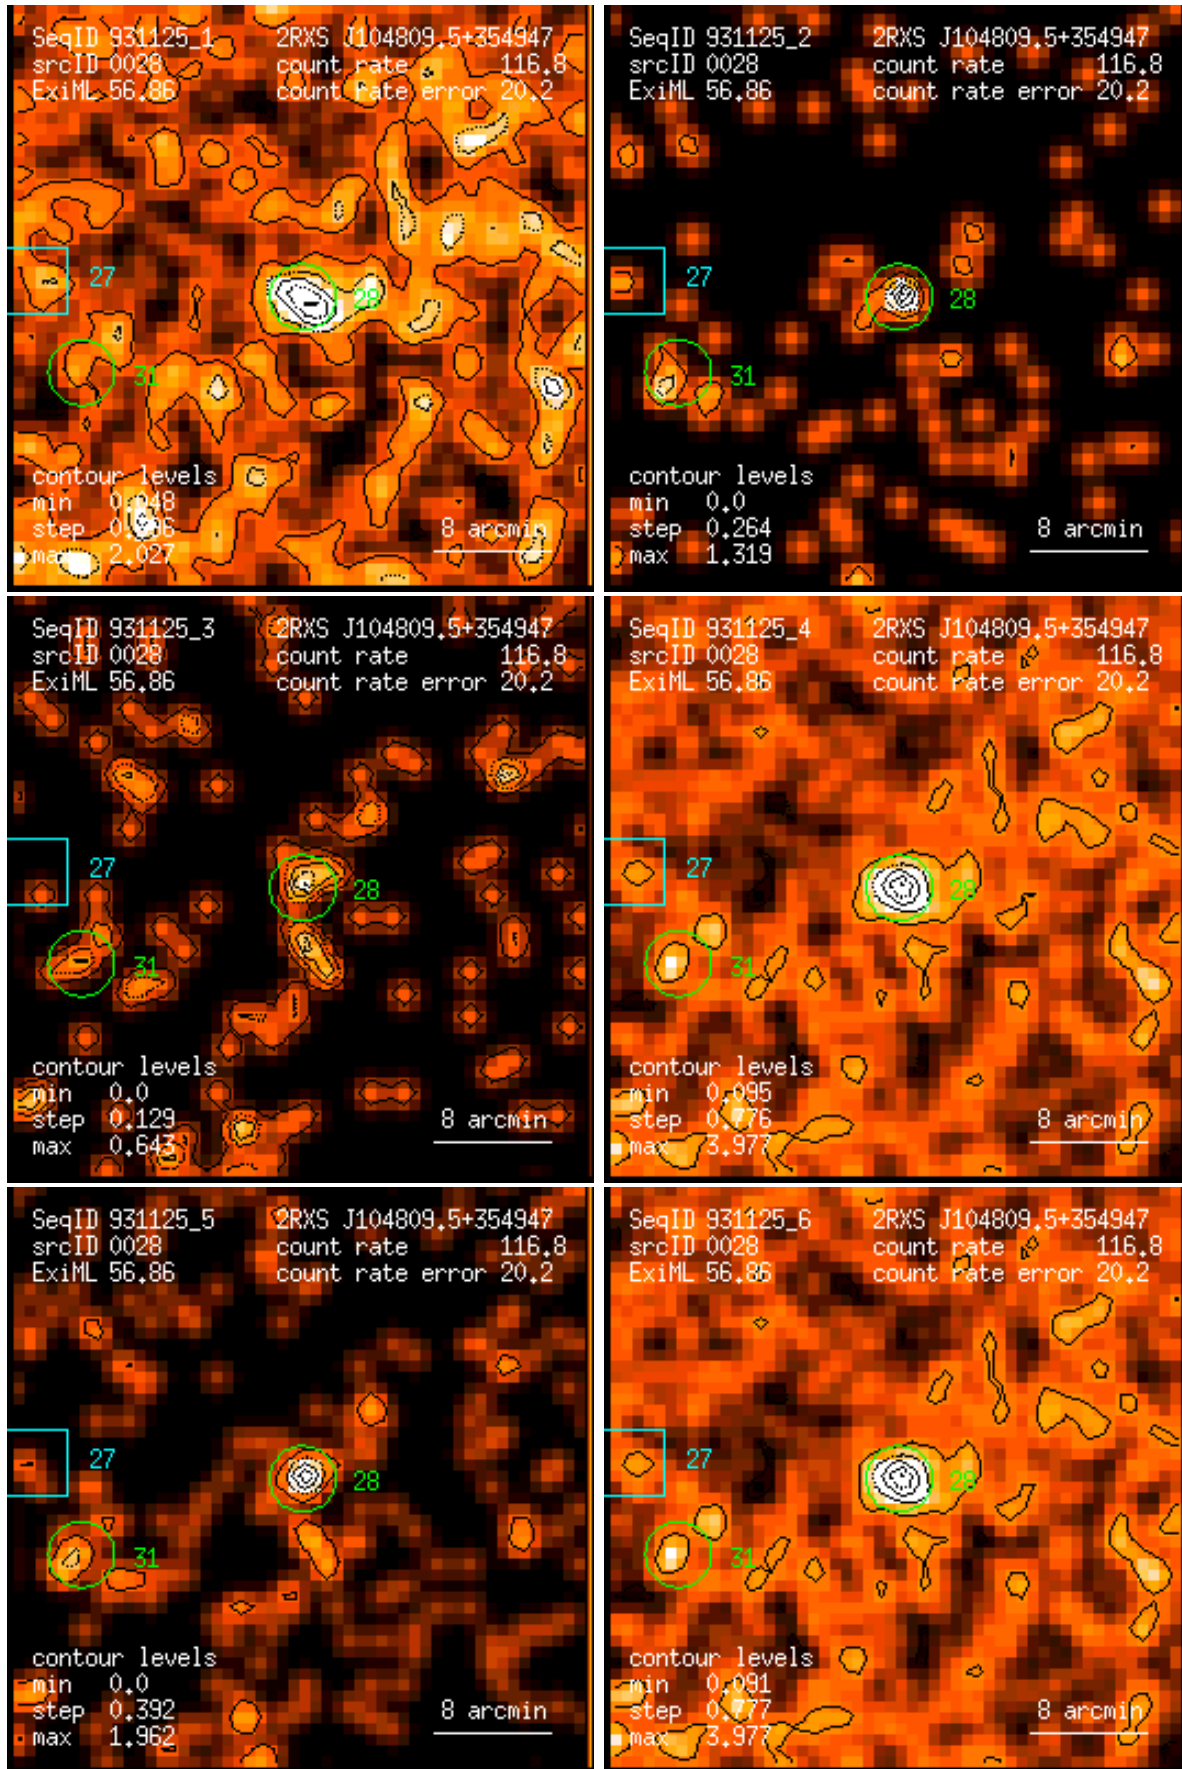 SeqID 931125_1 2RXS J104809.5+354947
srcID 0028 count rate 116.8
ExiML 56.86 count rate error 20.2
27
28
31
contour levels
min 0.048
step
8 arcmin
max 2.027
SeqID 931125_2 2RXS J104809.5+354947
srcID 0028 count rate 116.8
ExiML 56.86 count rate error 20.2
27
28
31
contour levels
min 0.0
step 0.264
8 arcmin
max 1.319
SeqID 931125_3 2RXS J104809.5+354947
srcID 0028 count rate 116.8
ExiML 56.86 count rate error 20.2
27
28
31
contour levels
min 0.0
step 0.129
8 arcmin
max 0.643
SeqID 931125_4 2RXS J104809.5+354947
srcID 0028 count rate 116.8
ExiML 56.86 count rate error 20.2
27
28
31
contour levels
min 0.095
step 0.776
8 arcmin
max 3.977
SeqID 931125_5 2RXS J104809.5+354947
srcID 0028 count rate 116.8
ExiML 56.86 count rate error 20.2
27
28
31
contour levels
min 0.0
step 0.392
8 arcmin
max 1.962
SeqID 931125_6 2RXS J104809.5+354947
srcID 0028 count rate 116.8
ExiML 56.86 count rate error 20.2
27
28
31
contour levels
min 0.091
step 0.777
8 arcmin
max 3.977